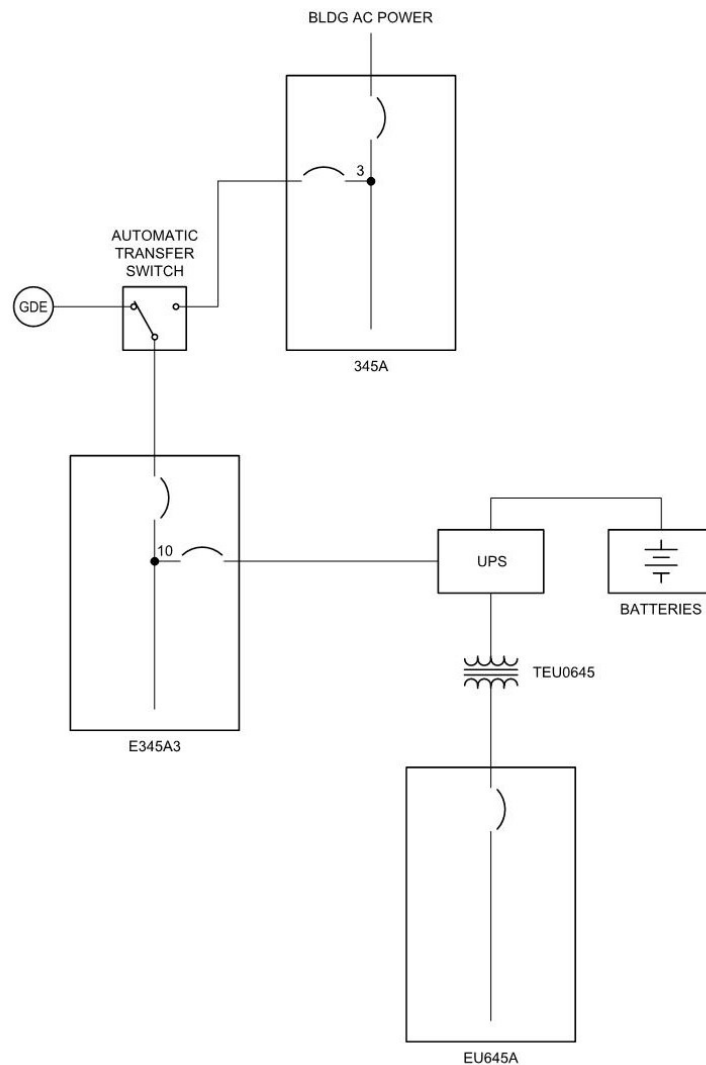 BLDG AC POWER
3
AUTOMATIC
TRANSFER
SWITCH
GDE
345A
10
UPS
BATTERIES
TEU0645
E345A3
EU645A